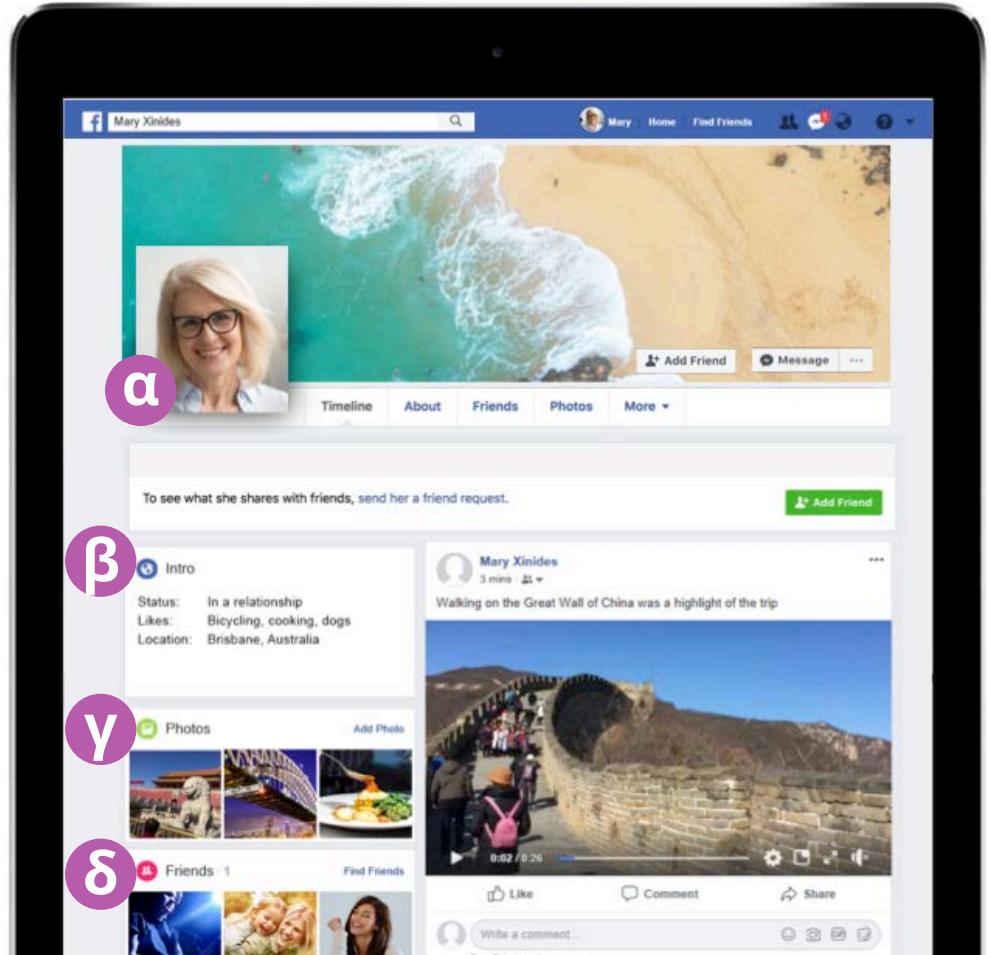 f Mary Xinides Mary Home Find Friends 1 ?
Add Friend Message ...
α
Timeline About Friends Photos More
To see what she shares with friends, send her a friend request.
Add Friend
β
Intro
Status: In a relationship
Likes: Bicycling, cooking, dogs
Location: Brisbane, Australia
γ
Photos Add Photo
δ
Friends 1 Find Friends
Mary Xinides
3 mins
Walking on the Great Wall of China was a highlight of the trip
0:02 / 0:26
Like Comment Share
Write a comment...